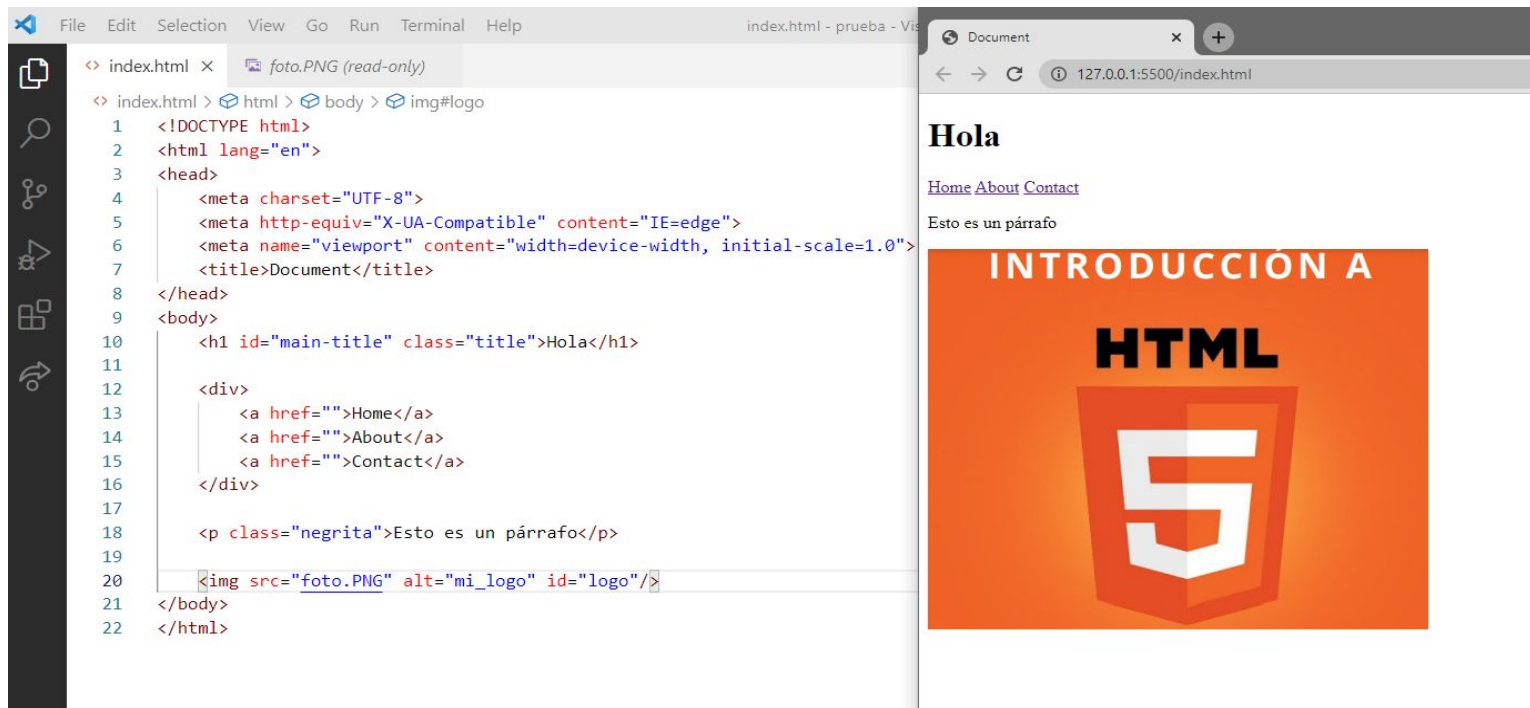 File Edit Selection View Go Run Terminal Help
index.html - prueba - Vis
index.html
foto.PNG (read-only)
index.html > html > body > img#logo
1 <!DOCTYPE html>
2 <html lang="en">
3 <head>
4 <meta charset="UTF-8">
5 <meta http-equiv="X-UA-Compatible" content="IE=edge">
6 <meta name="viewport" content="width=device-width, initial-scale=1.0">
7 <title>Document</title>
8 </head>
9 <body>
10 <h1 id="main-title" class="title">Hola</h1>
11
12 <div>
13 <a href="">Home</a>
14 <a href="">About</a>
15 <a href="">Contact</a>
16 </div>
17
18 <p class="negrita">Esto es un párrafo</p>
19
20 <img src="foto.PNG" alt="mi_logo" id="logo"/>
21 </body>
22 </html>
Document
127.0.0.1:5500/index.html
Hola
Home About Contact
Esto es un párrafo
INTRODUCCIÓN A
HTML
5